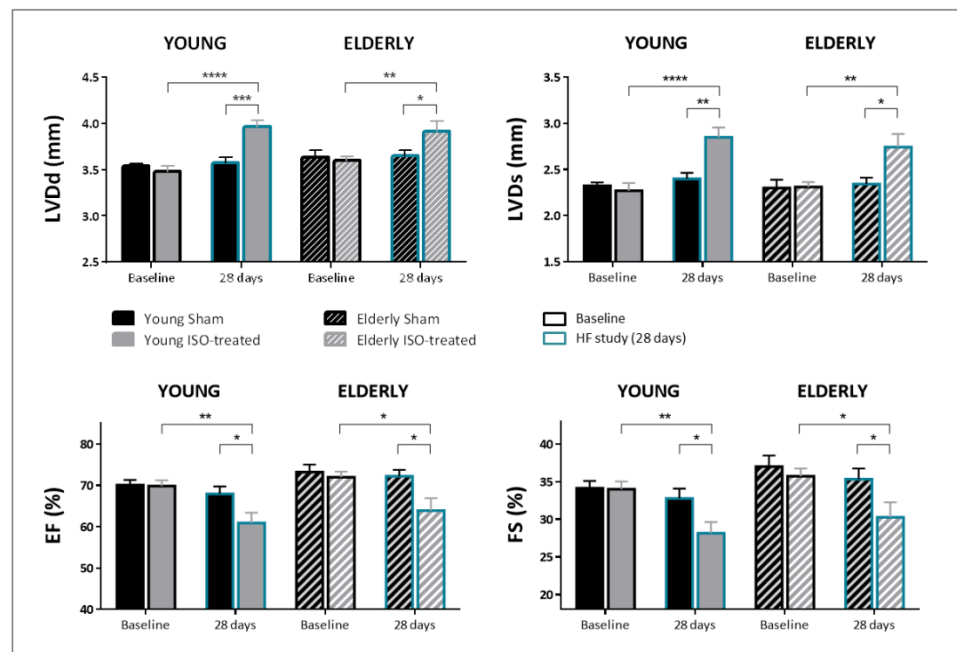 YOUNG ELDERLY
LVDd (mm)
4.5
4.0
3.5
3.0
2.5
**** **
*** *
Baseline 28 days Baseline 28 days
YOUNG ELDERLY
LVDs (mm)
3.5
3.0
2.5
2.0
1.5
**** **
** *
Baseline 28 days Baseline 28 days
Young Sham Elderly Sham Baseline
Young ISO-treated Elderly ISO-treated HF study (28 days)
YOUNG ELDERLY
EF (%)
80
70
60
50
40
** *
* *
Baseline 28 days Baseline 28 days
YOUNG ELDERLY
FS (%)
40
35
30
25
20
** *
* *
Baseline 28 days Baseline 28 days